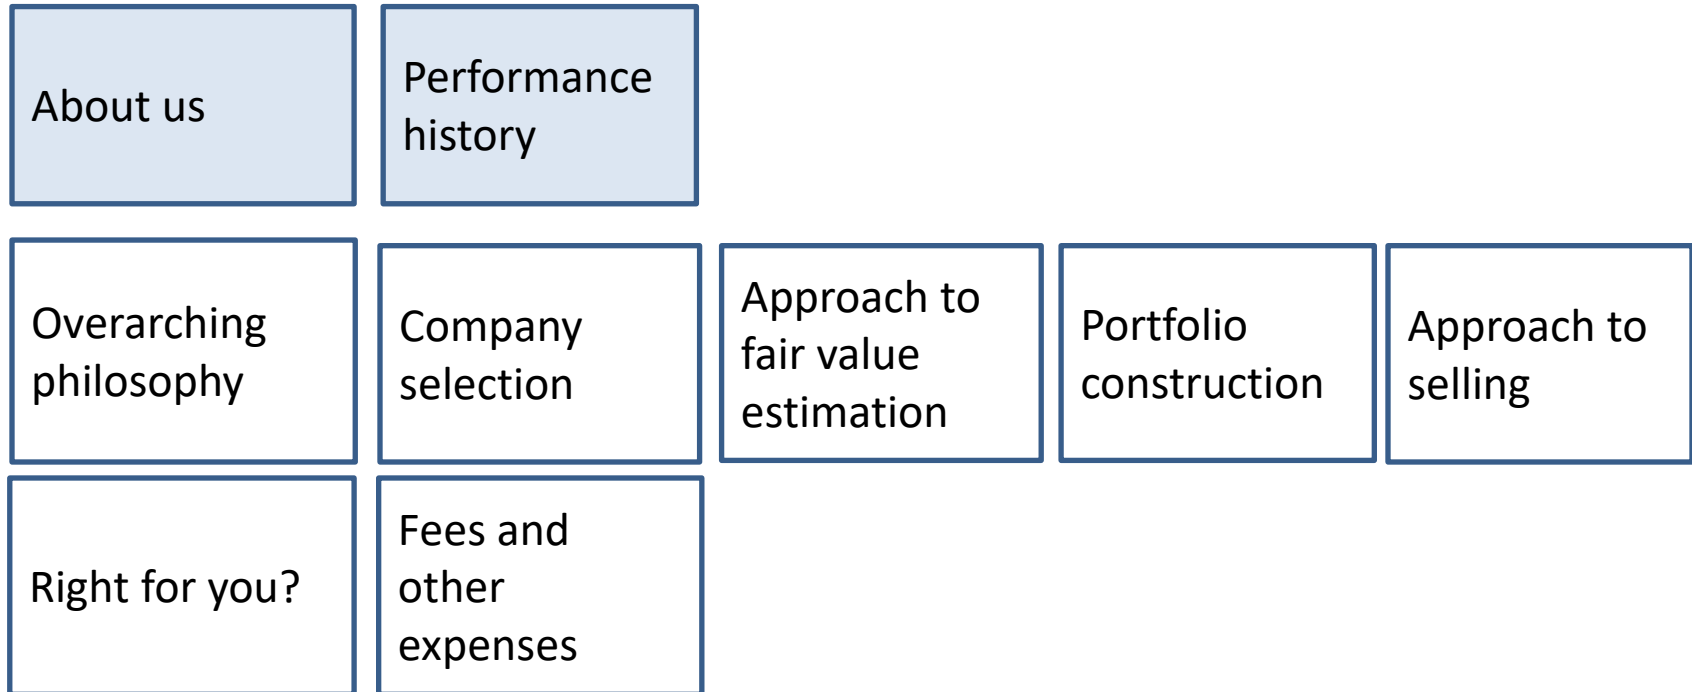 About us
Performance
history
Overarching
philosophy
Company
selection
Approach to
fair value
estimation
Portfolio
construction
Approach to
selling
Right for you?
Fees and
other
expenses